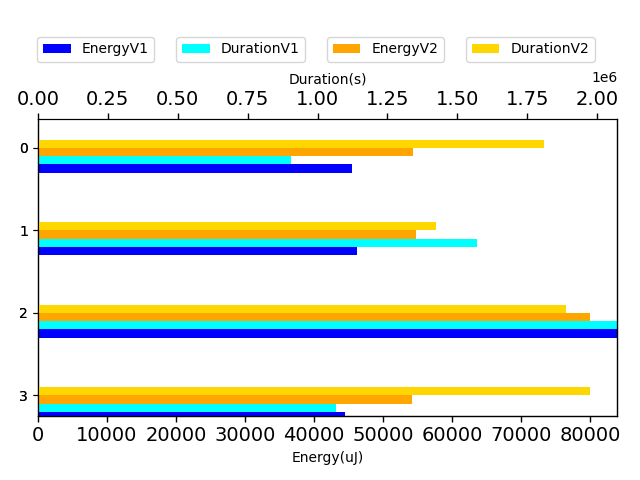 EnergyV1 DurationV1 EnergyV2 DurationV2
Duration(s)
1e6
0.00 0.25 0.50 0.75 1.00 1.25 1.50 1.75 2.00
0
1
2
3
0 10000 20000 30000 40000 50000 60000 70000 80000
Energy(uJ)